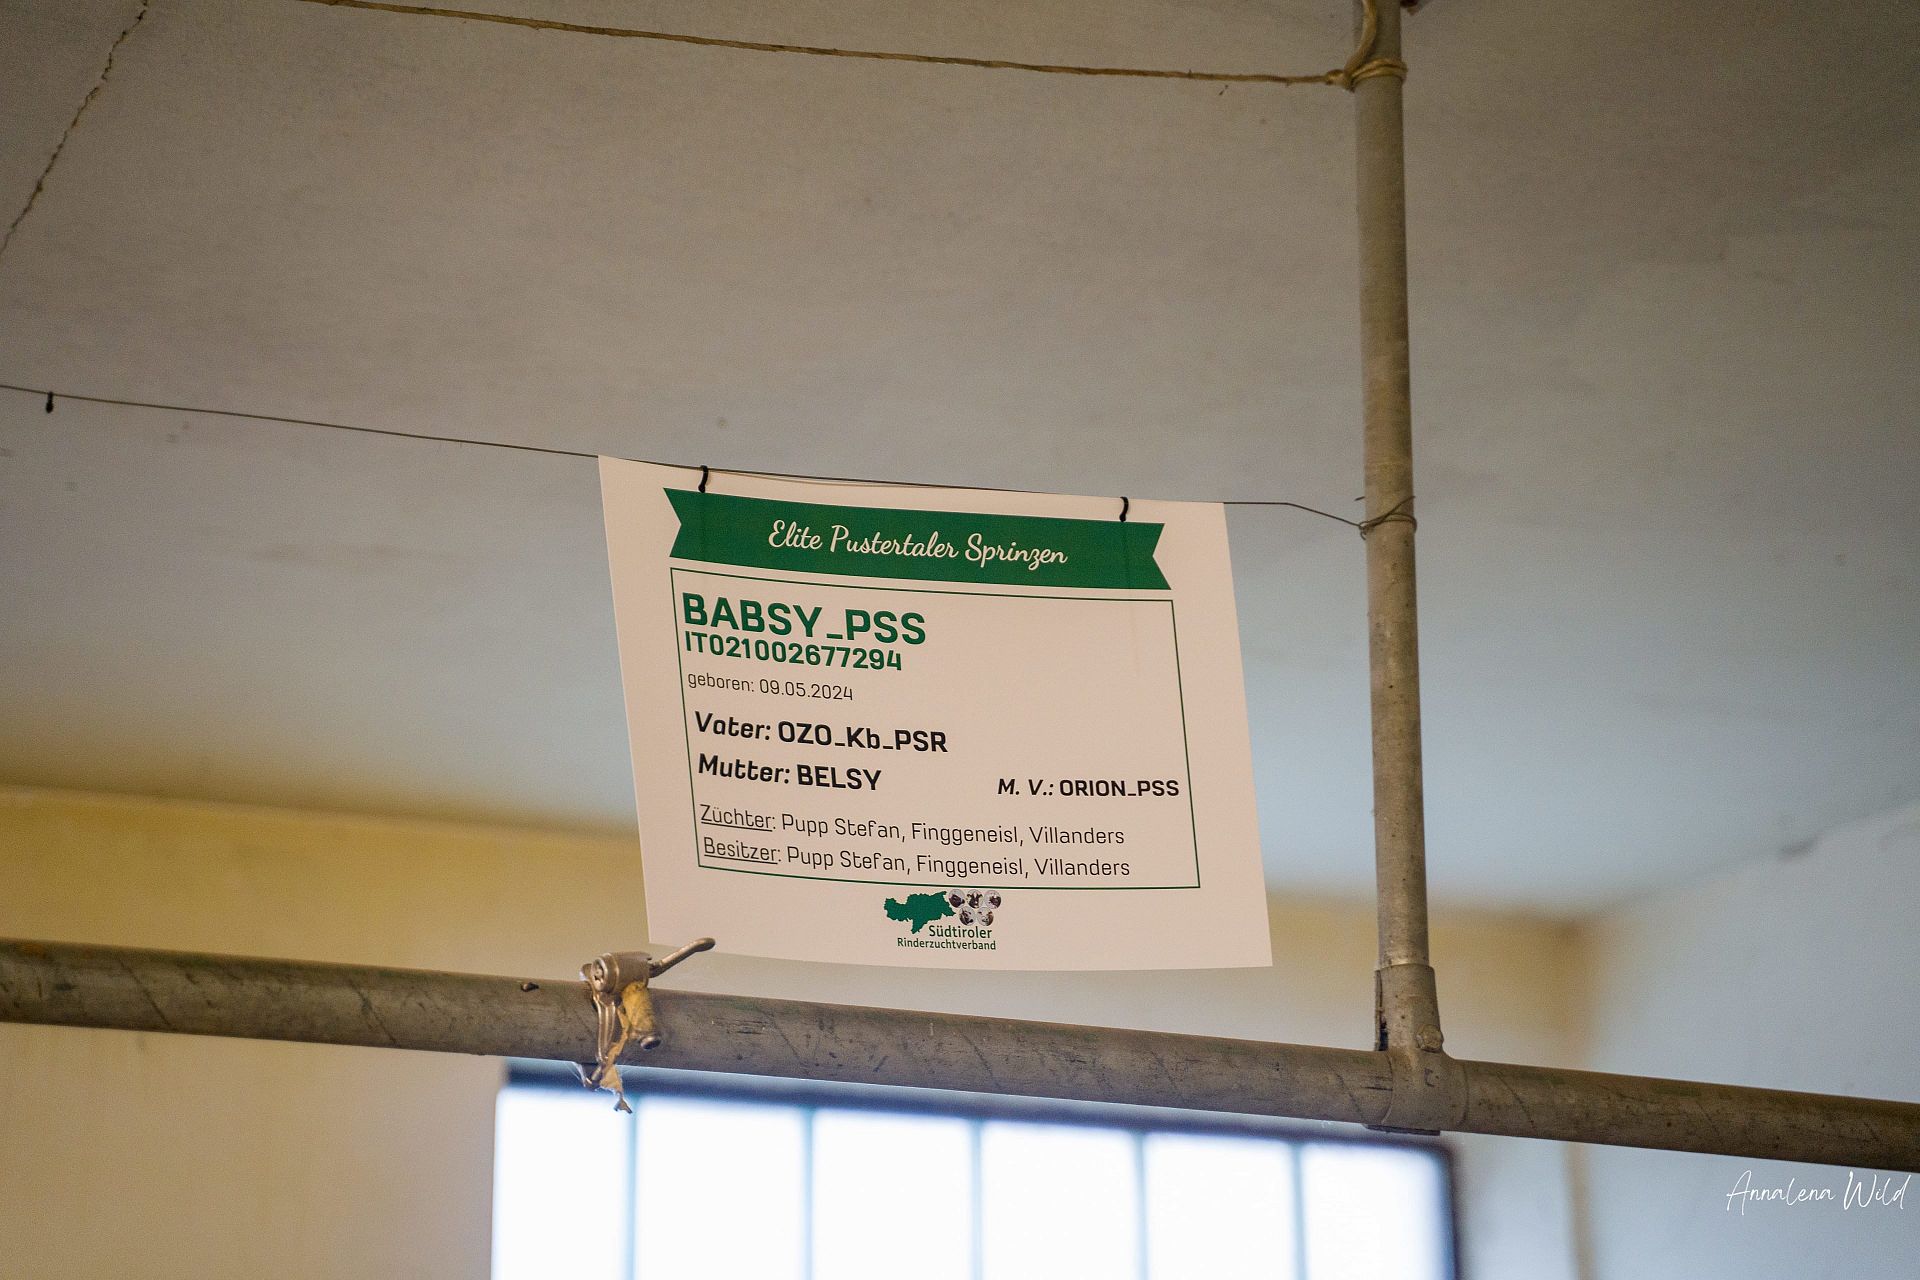 Elite Pustertaler Sprinzen
BABSY_PSS
IT021002677294
geboren: 09.05.2024
Vater: OZO_Kb_PSR
Mutter: BELSY M. V.: ORION_PSS
Züchter: Pupp Stefan, Finggeneisl, Villanders
Besitzer: Pupp Stefan, Finggeneisl, Villanders
Südtiroler
Rinderzuchtverband
Annalena Wild